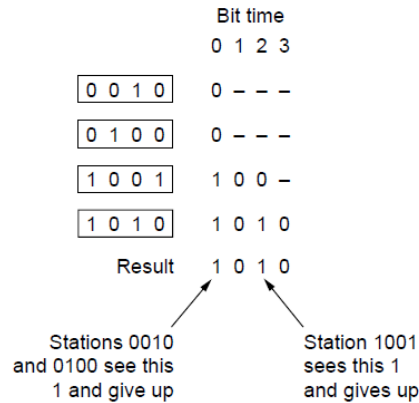 Bit time
0 1 2 3
0 0 1 0 0 – – –
0 1 0 0 0 – – –
1 0 0 1 1 0 0 –
1 0 1 0 1 0 1 0
Result 1 0 1 0
Stations 0010
and 0100 see this
1 and give up
Station 1001
sees this 1
and gives up